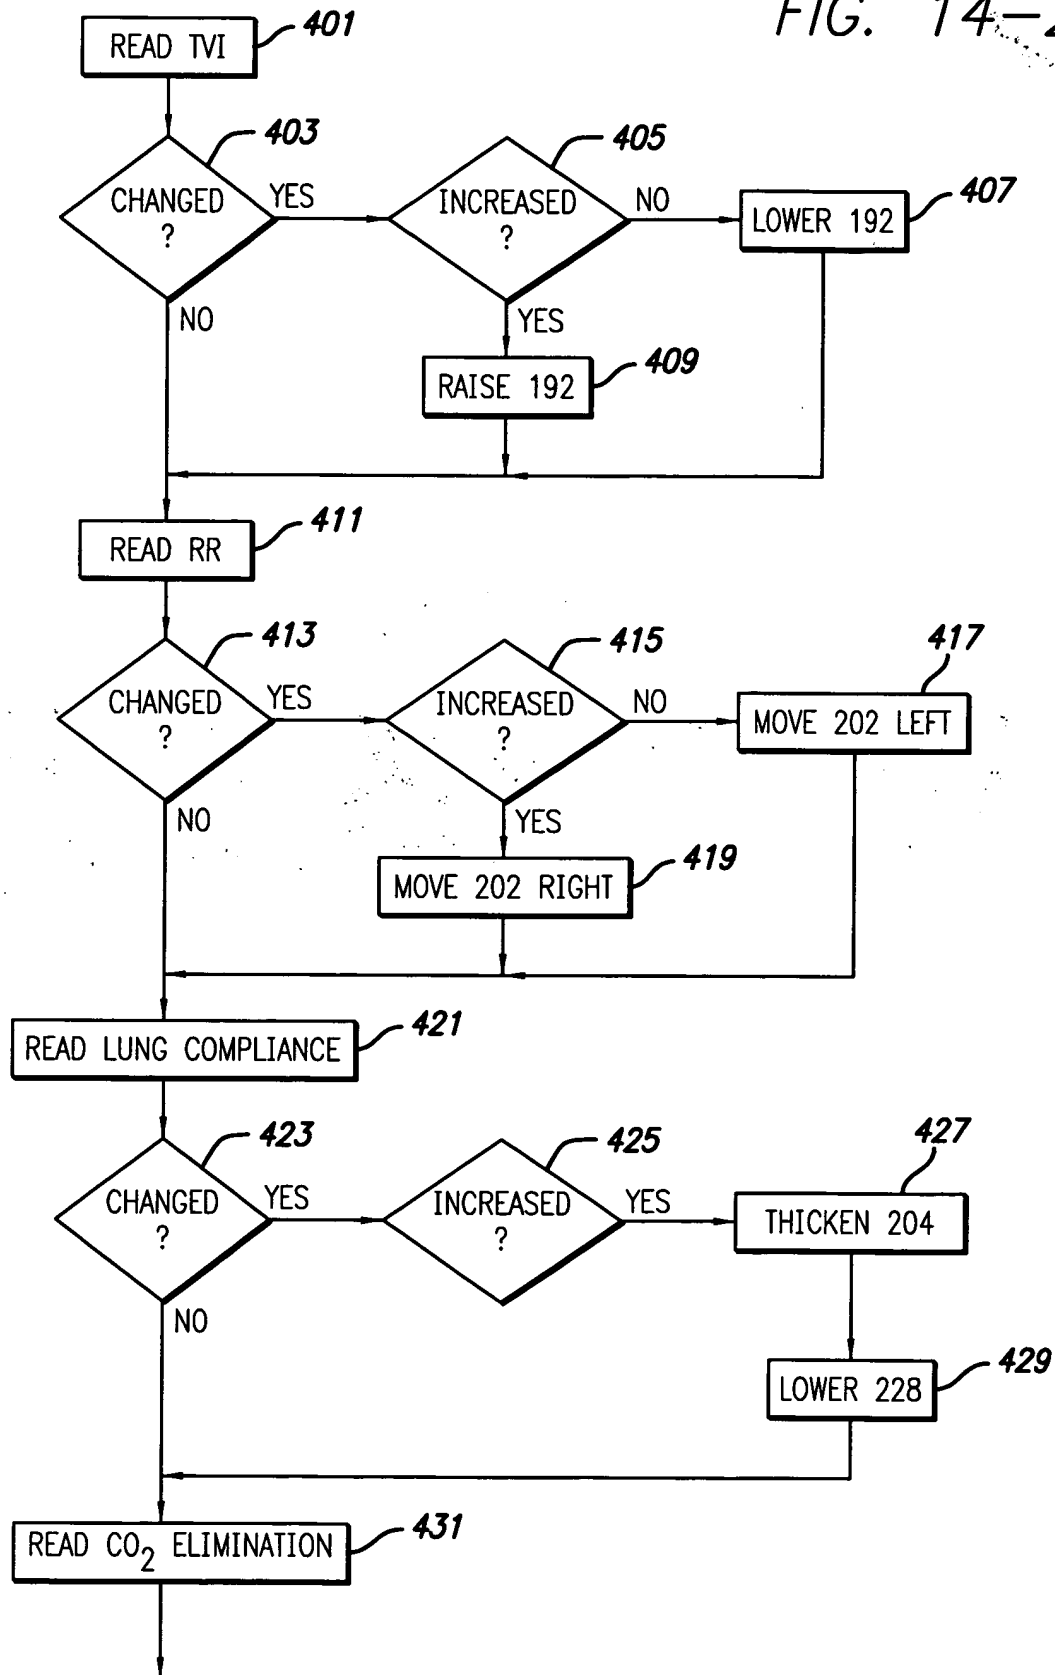 FIG. 14-2
READ TVI
401
CHANGED
?
403
YES
NO
INCREASED
?
405
NO
YES
LOWER 192
407
RAISE 192
409
READ RR
411
CHANGED
?
413
YES
NO
INCREASED
?
415
NO
YES
MOVE 202 LEFT
417
MOVE 202 RIGHT
419
READ LUNG COMPLIANCE
421
CHANGED
?
423
YES
NO
INCREASED
?
425
YES
THICKEN 204
427
LOWER 228
429
READ CO2 ELIMINATION
431